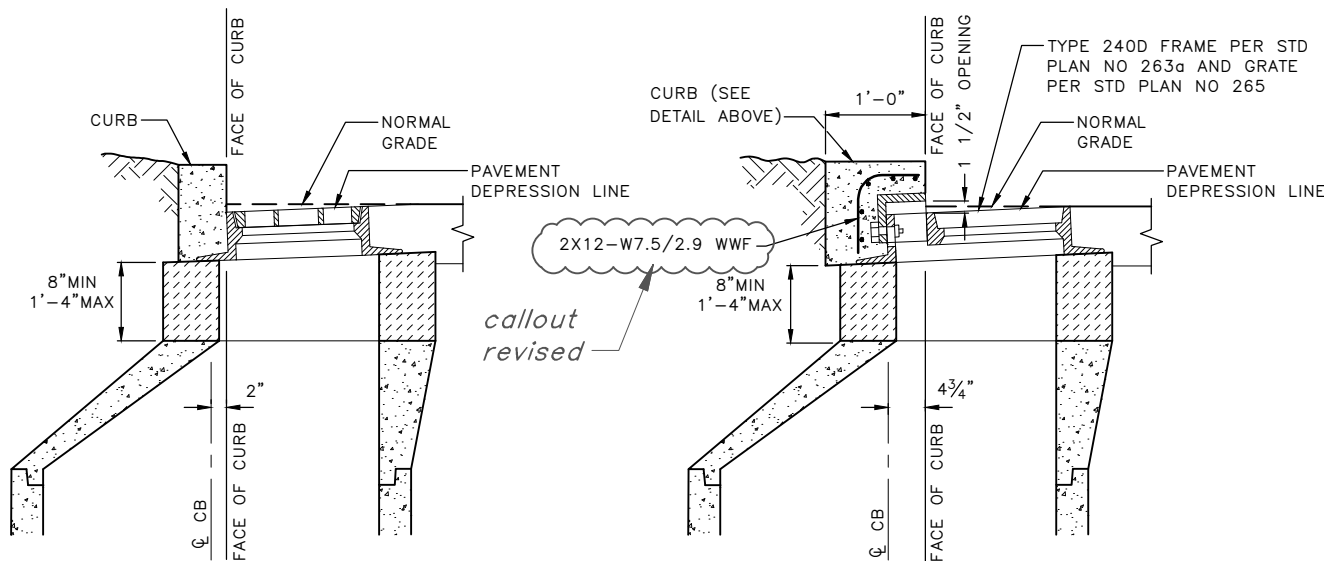 FACE OF CURB
CURB
NORMAL
GRADE
PAVEMENT
DEPRESSION LINE
8"MIN
1'-4"MAX
2"
℄ CB
FACE OF CURB
CURB (SEE
DETAIL ABOVE)
1'-0"
FACE OF CURB
1 1/2" OPENING
TYPE 240D FRAME PER STD
PLAN NO 263a AND GRATE
PER STD PLAN NO 265
NORMAL
GRADE
PAVEMENT
DEPRESSION LINE
2X12-W7.5/2.9 WWF
callout
revised
8"MIN
1'-4"MAX
4¾"
℄ CB
FACE OF CURB